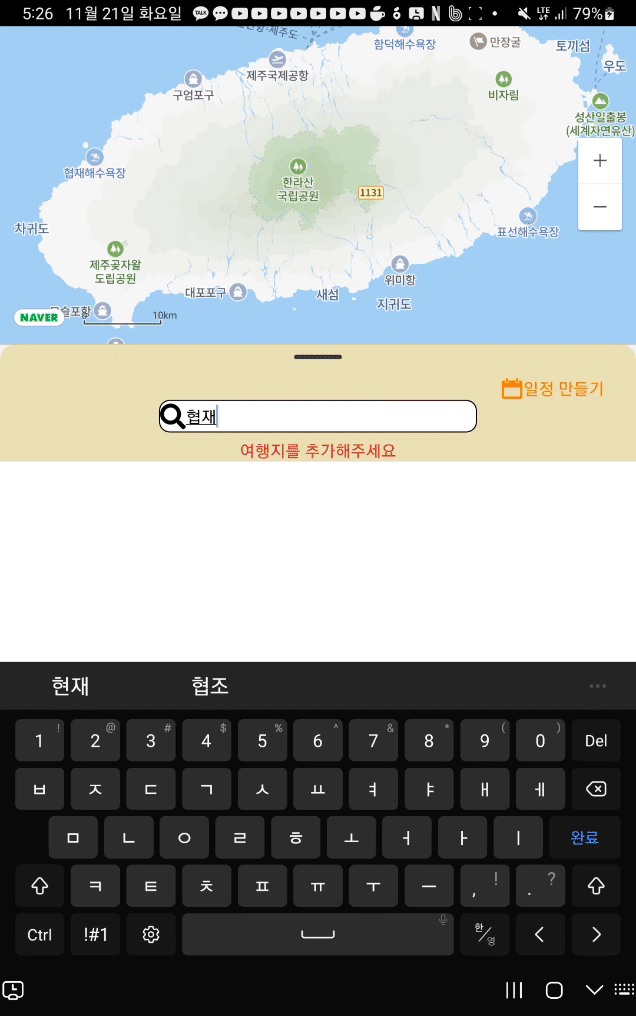 5:26 11월 21일 화요일 TALK LTE 79%
함덕해수욕장
만장굴
토끼섬
제주국제공항
우도
구엄포구
비자림
성산일출봉
(세계자연유산)
협재해수욕장
한라산
국립공원
1131
+
−
차귀도
표선해수욕장
제주곶자왈
도립공원
위미항
대포포구
새섬
지귀도
NAVER
슬포항
10km
일정 만들기
협재
여행지를 추가해주세요
현재 협조 ...
1 ! 2 @ 3 # 4 $ 5 % 6 ^ 7 & 8 * 9 ( 0 ) Del
ㅂ ㅈ ㄷ ㄱ ㅅ ㅛ ㅕ ㅑ ㅐ ㅔ
ㅁ ㄴ ㅇ ㄹ ㅎ ㅗ ㅓ ㅏ ㅣ 완료
ㅋ ㅌ ㅊ ㅍ ㅠ ㅜ ㅡ , ! . ?
Ctrl !#1 한/영 < >